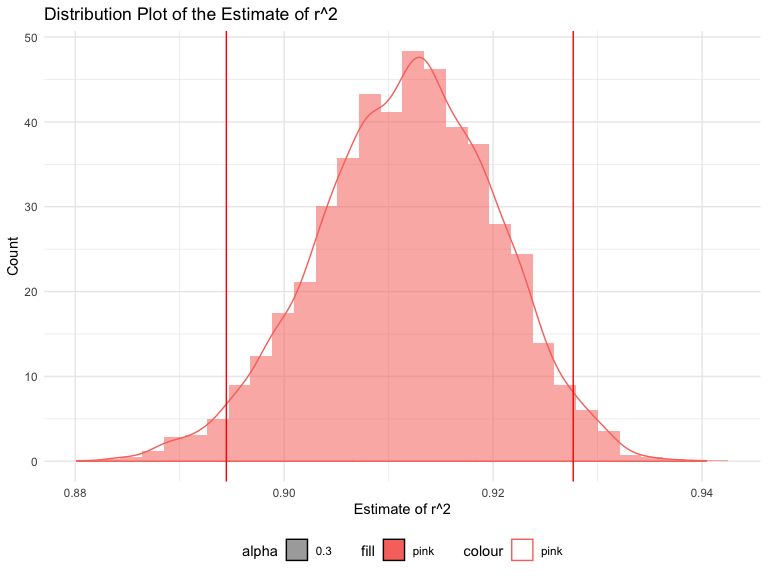 Distribution Plot of the Estimate of r^2
50
40
30
20
10
0
Count
0.88 0.90 0.92 0.94
Estimate of r^2
alpha 0.3 fill pink colour pink